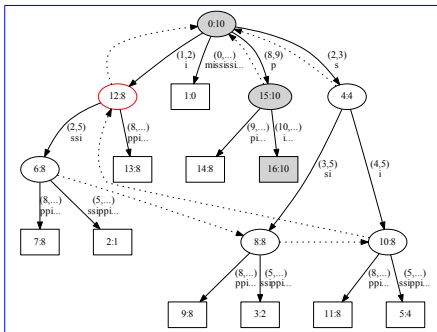 0:10
(1,2)
i
(0,...)
mississi...
(8,9)
p
(2,3)
s
12:8
1:0
15:10
4:4
(2,5)
ssi
(8,...)
ppi...
(9,...)
pi...
(10,...)
i...
(3,5)
si
(4,5)
i
6:8
13:8
14:8
16:10
(8,...)
ppi...
(5,...)
ssippi...
7:8
2:1
8:8
10:8
(8,...)
ppi...
(5,...)
ssippi...
(8,...)
ppi...
(5,...)
ssippi...
9:8
3:2
11:8
5:4